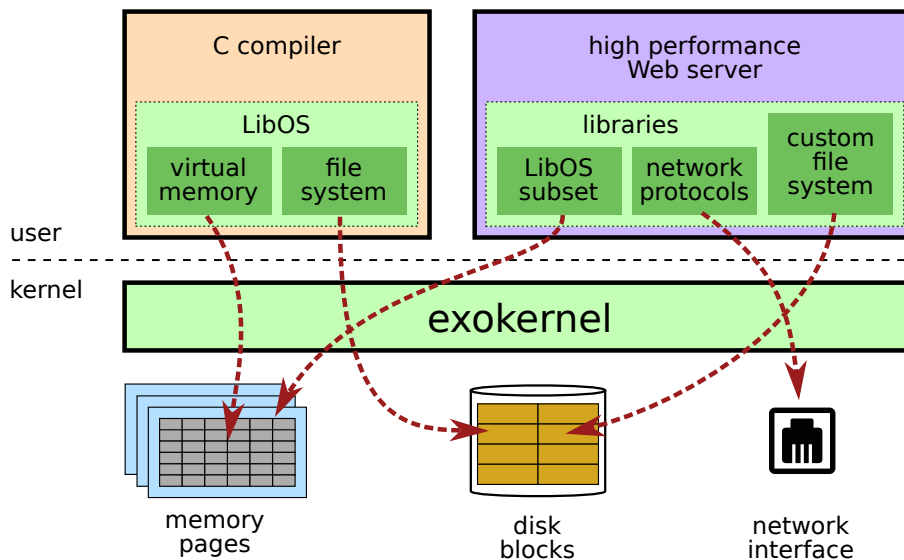 C compiler
high performance
Web server
LibOS
virtual
memory
file
system
libraries
LibOS
subset
network
protocols
custom
file
system
user
kernel
exokernel
memory
pages
disk
blocks
network
interface